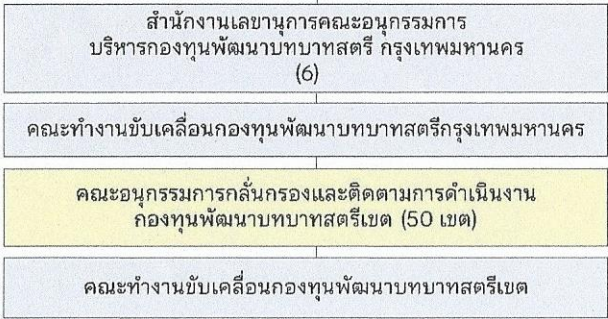 สำนักงานเลขานุการคณะอนุกรรมการ
บริหารกองทุนพัฒนาบทบาทสตรี กรุงเทพมหานคร
(6)
คณะทำงานขับเคลื่อนกองทุนพัฒนาบทบาทสตรีกรุงเทพมหานคร
คณะอนุกรรมการกลั่นกรองและติดตามการดำเนินงาน
กองทุนพัฒนาบทบาทสตรีเขต (50 เขต)
คณะทำงานขับเคลื่อนกองทุนพัฒนาบทบาทสตรีเขต